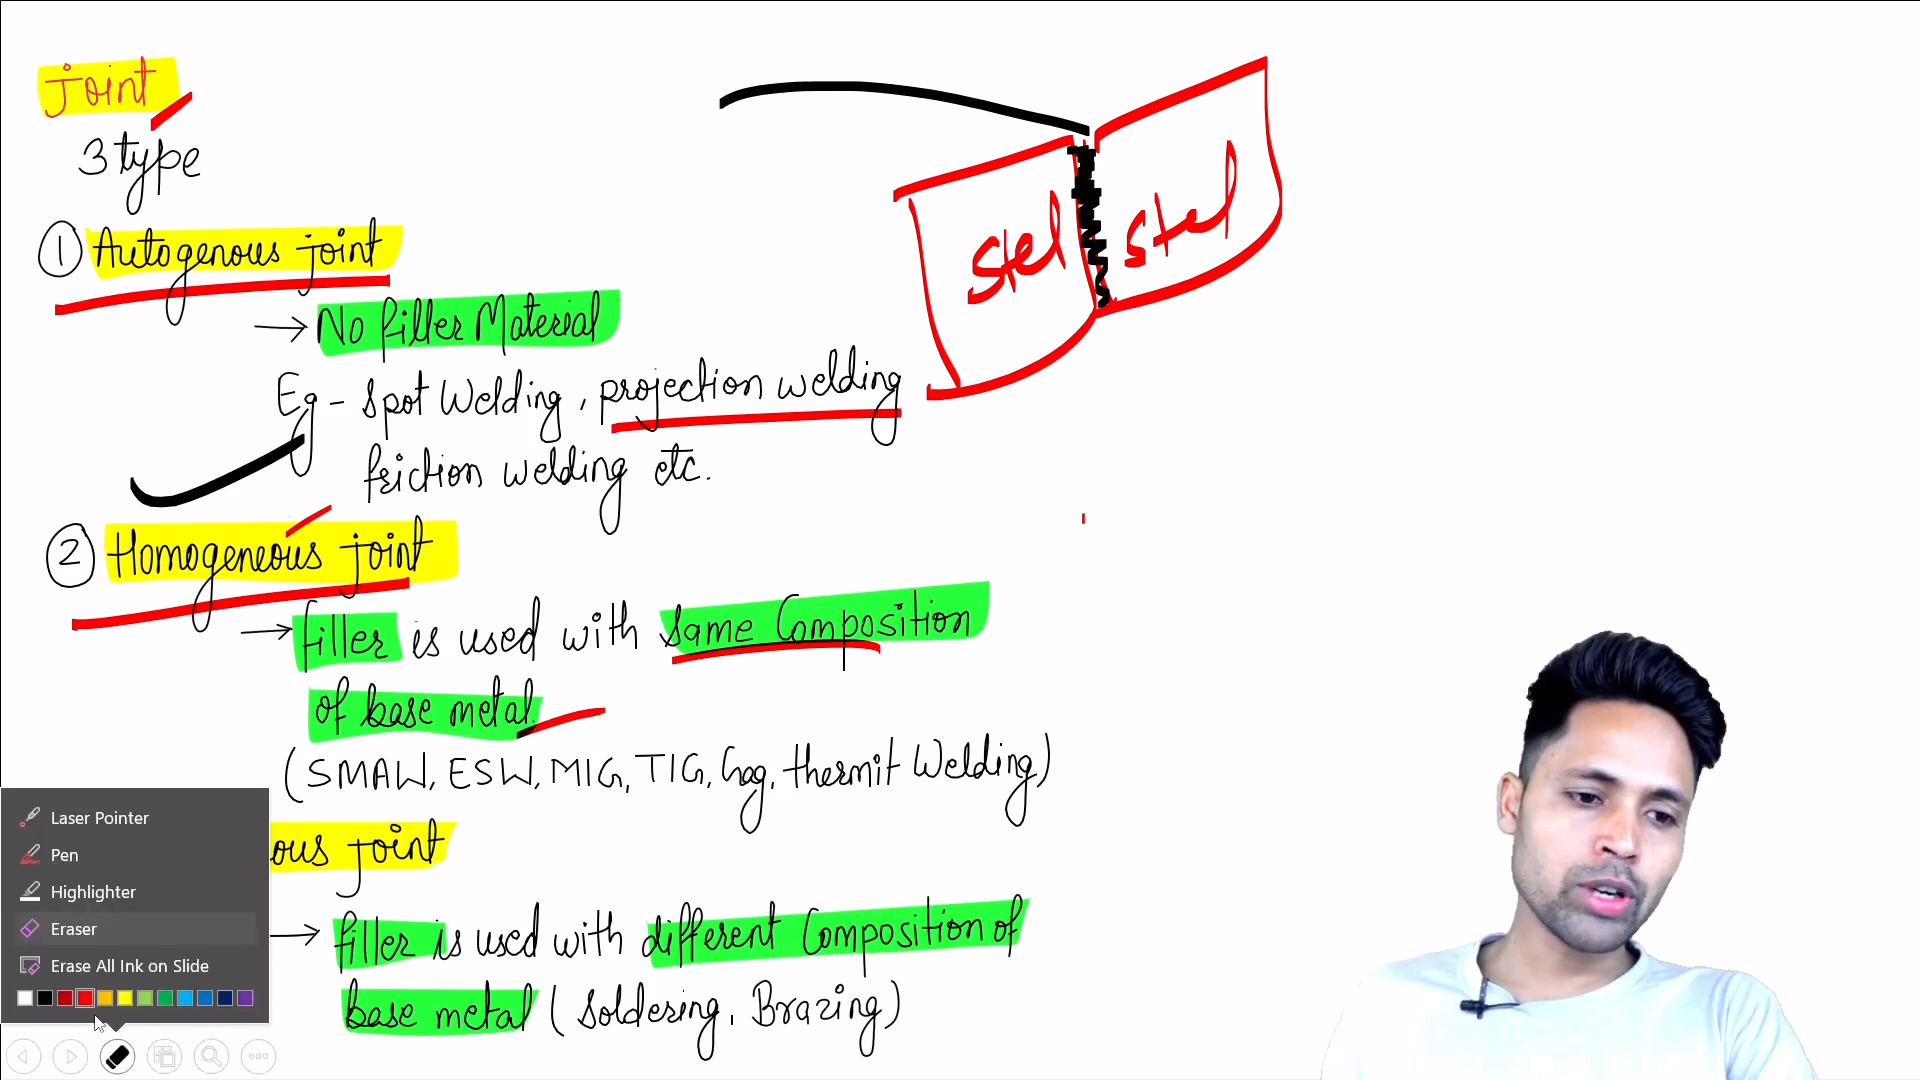 Joint
3 type
① Autogenous joint
→ No filler Material
Eg - Spot Welding, projection welding
friction welding etc.
② Homogeneous joint
→ filler is used with same Composition
of base metal.
(SMAW, ESW, MIG, TIG, Gag, thermit Welding)
ous joint
→ filler is used with different Composition of
base metal (Soldering, Brazing)
Stel
Stel
Laser Pointer
Pen
Highlighter
Eraser
Erase All Ink on Slide